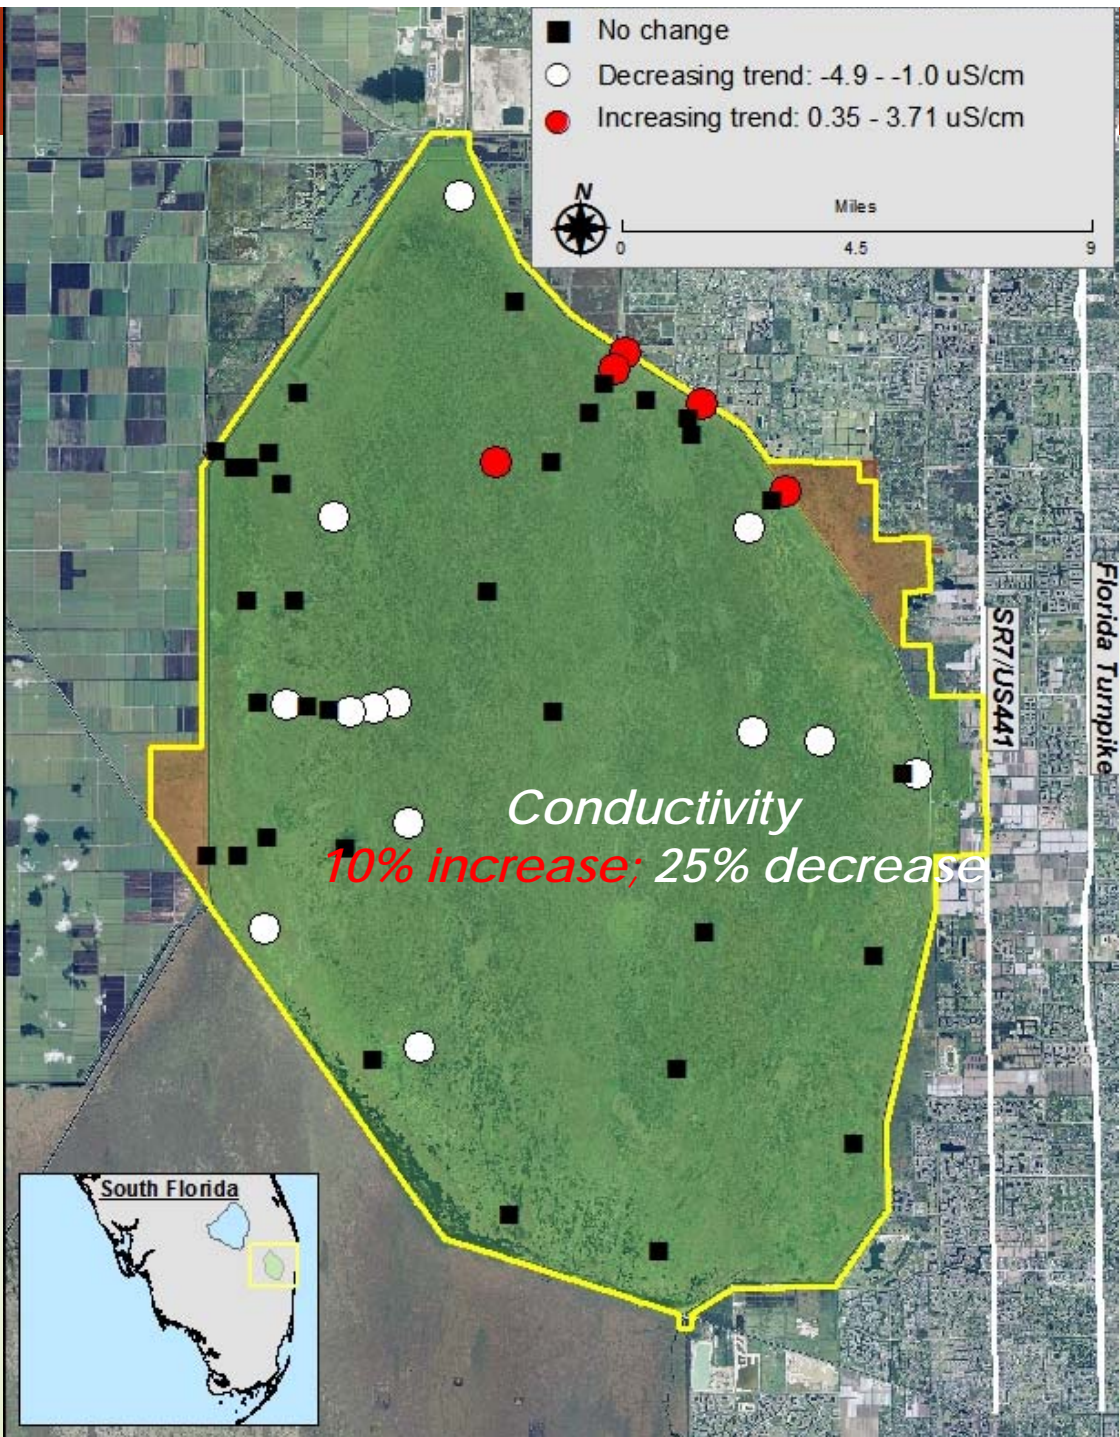 No change
Decreasing trend: -4.9 - -1.0 uS/cm
Increasing trend: 0.35 - 3.71 uS/cm
N
Miles
0 4.5 9
Florida Turnpike
SR7/US441
Conductivity
10% increase; 25% decrease
South Florida